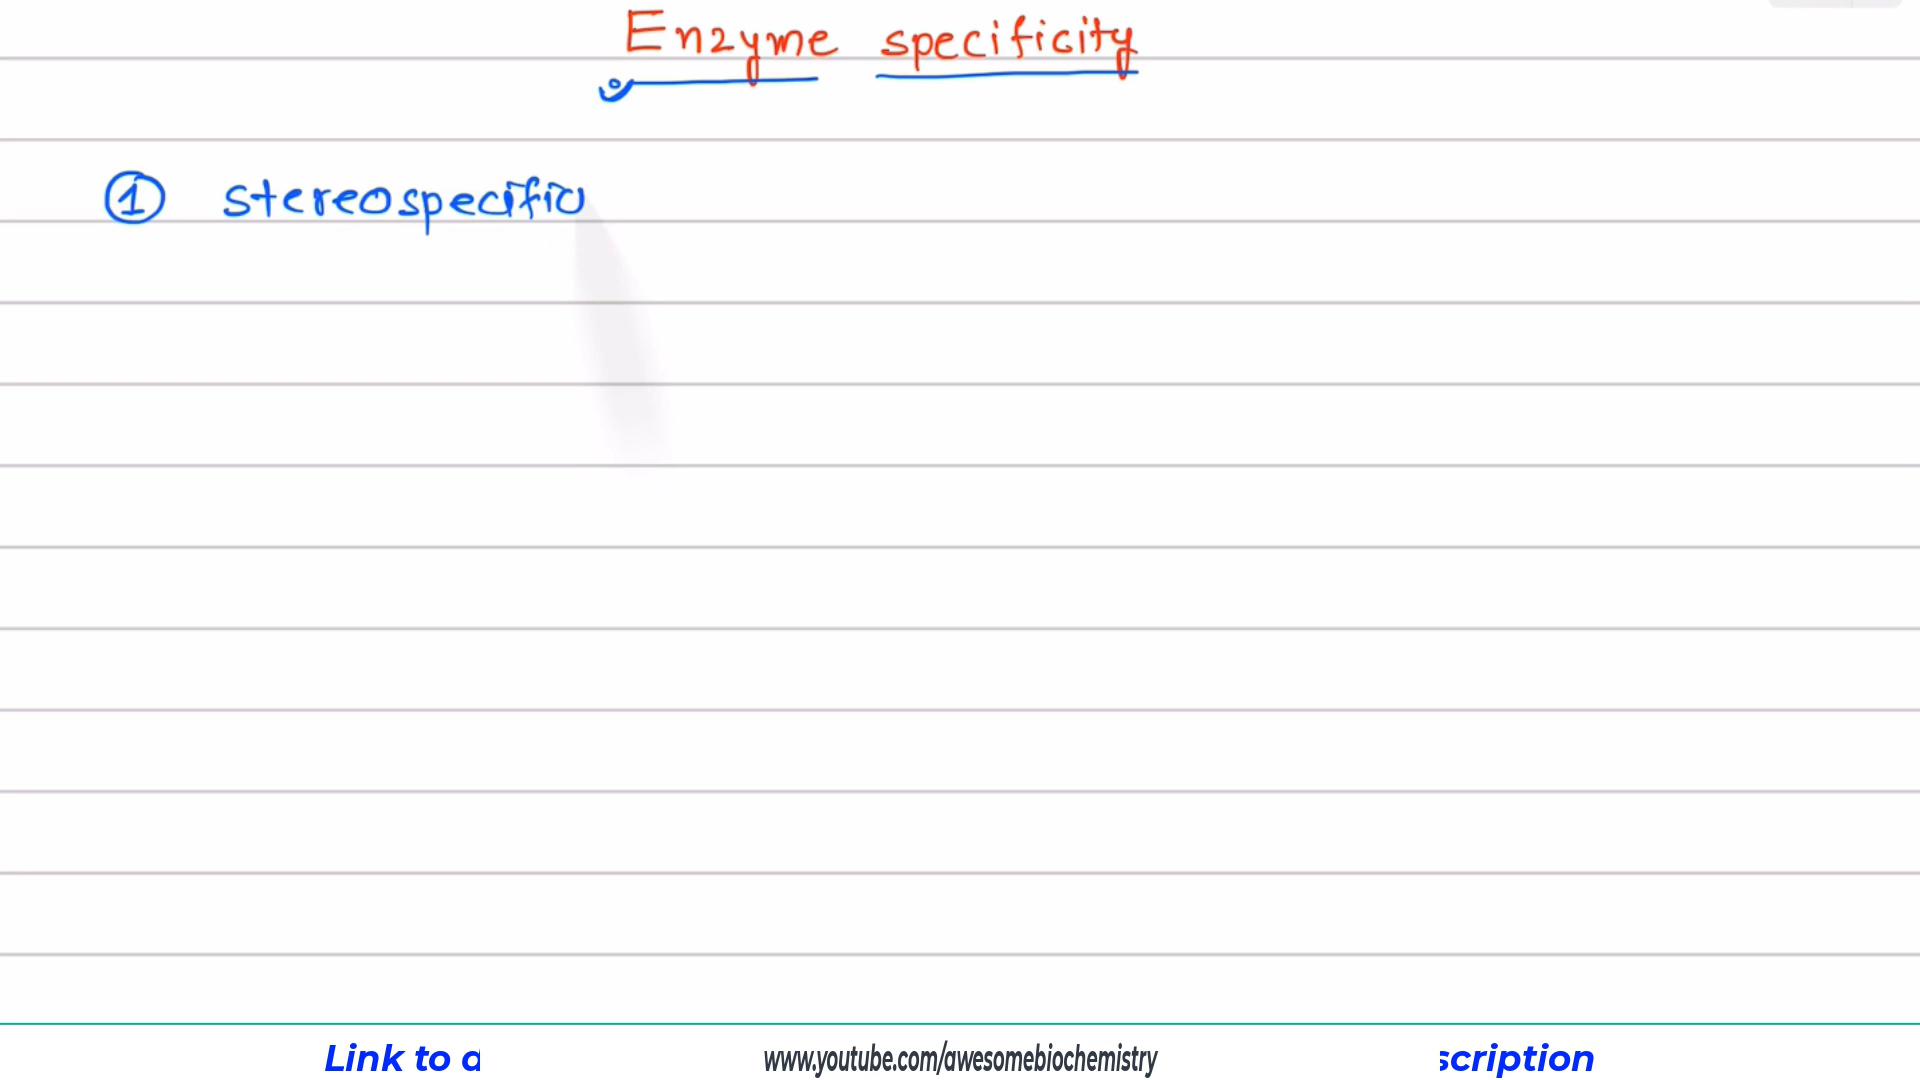 Enzyme specificity
① stereospecific
Link to a www.youtube.com/awesomebiochemistry scription